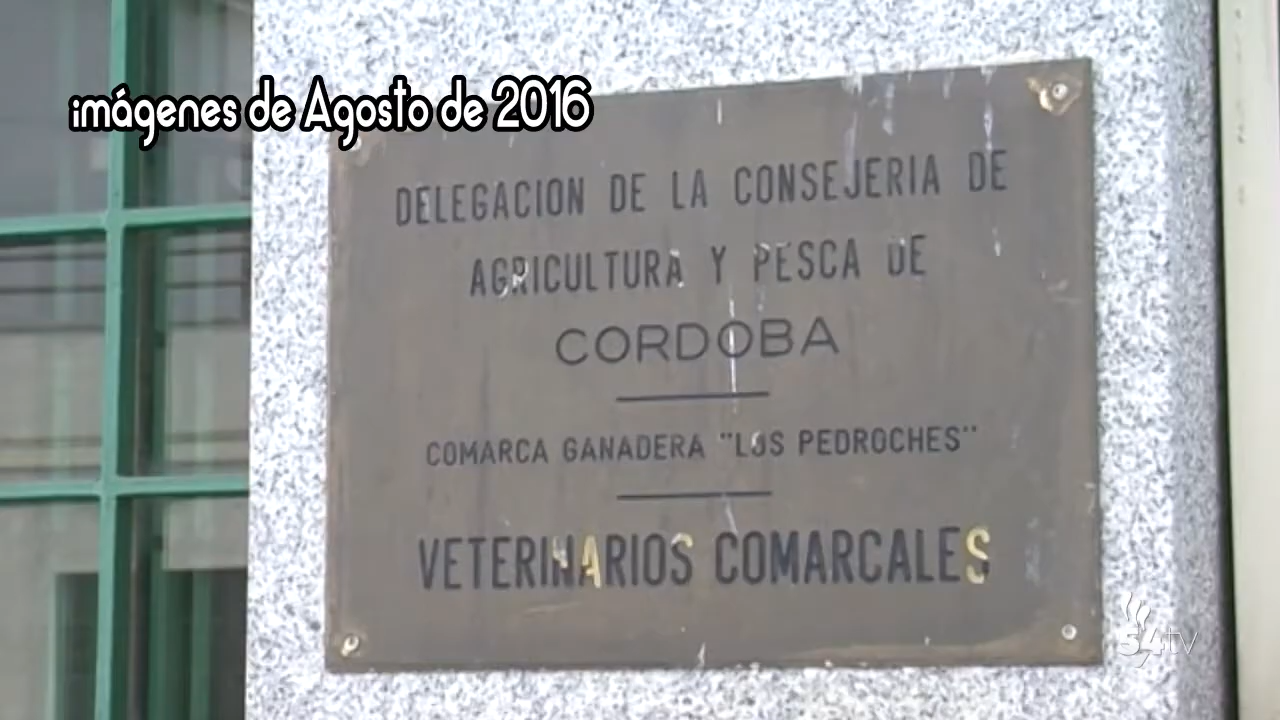 imágenes de Agosto de 2016
DELEGACION DE LA CONSEJERIA DE
AGRICULTURA Y PESCA DE
CORDOBA
COMARCA GANADERA "LOS PEDROCHES"
VETERINARIOS COMARCALES
54tv